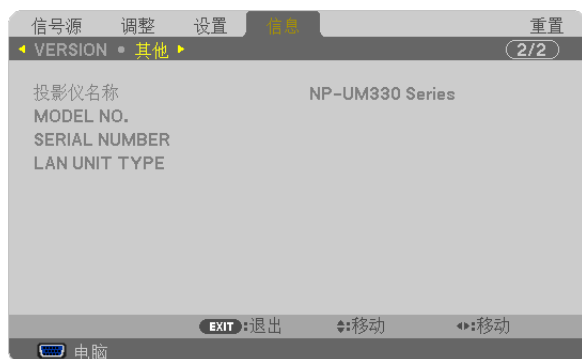 信号源 调整 设置 信息 重置
VERSION 其他 2/2
投影仪名称 NP-UM330 Series
MODEL NO.
SERIAL NUMBER
LAN UNIT TYPE
EXIT:退出 :移动 :移动
电脑